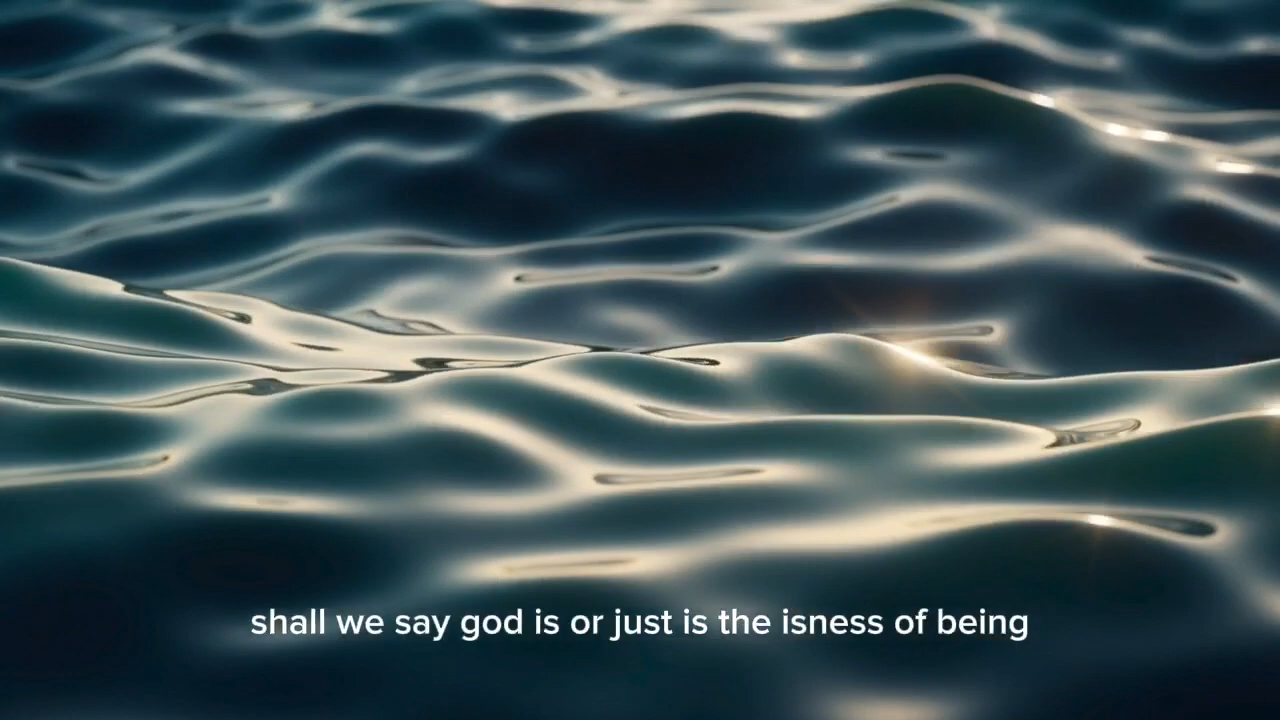 shall we say god is or just is the isness of being